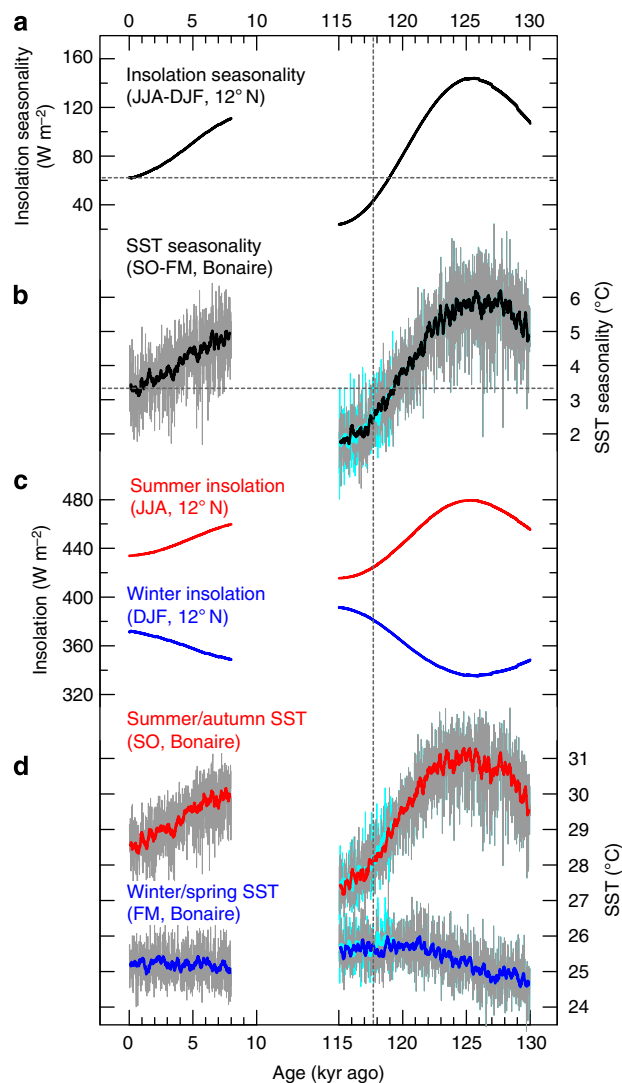 a
0 5 10 115 120 125 130
160
120
80
40
Insolation seasonality
(W m−2)
Insolation seasonality
(JJA-DJF, 12° N)
SST seasonality
(SO-FM, Bonaire)
b
6
5
4
3
2
SST seasonality (°C)
c
Summer insolation
(JJA, 12° N)
480
440
400
360
320
Insolation (W m−2)
Winter insolation
(DJF, 12° N)
Summer/autumn SST
(SO, Bonaire)
d
31
30
29
28
27
26
25
24
SST (°C)
Winter/spring SST
(FM, Bonaire)
0 5 10 115 120 125 130
Age (kyr ago)